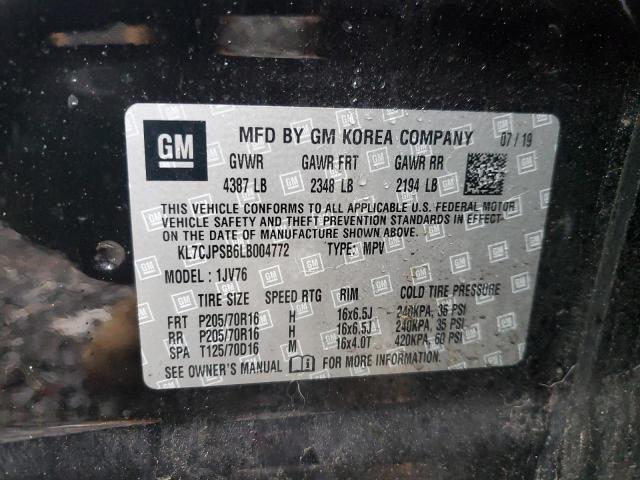 GM MFD BY GM KOREA COMPANY 07/19
GVWR GAWR FRT GAWR RR
4387 LB 2348 LB 2194 LB
THIS VEHICLE CONFORMS TO ALL APPLICABLE U.S. FEDERAL MOTOR
VEHICLE SAFETY AND THEFT PREVENTION STANDARDS IN EFFECT
ON THE DATE OF MANUFACTURE SHOWN ABOVE.
KL7CJPSB6LB004772 TYPE: MPV
MODEL : 1JV76
TIRE SIZE SPEED RTG RIM COLD TIRE PRESSURE
FRT P205/70R16 H 16x6.5J 240KPA, 35 PSI
RR P205/70R16 H 16x6.5J 240KPA, 35 PSI
SPA T125/70D16 M 16x4.0T 420KPA, 60 PSI
SEE OWNER'S MANUAL FOR MORE INFORMATION.